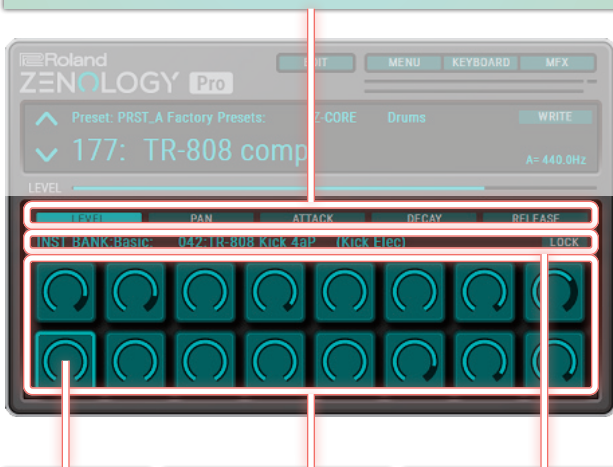 Roland
ZENOLOGY Pro
EDIT MENU KEYBOARD MFX
Preset: PRST_A Factory Presets: Z-CORE Drums WRITE
177: TR-808 comp A=440.0Hz
LEVEL
LEVEL PAN ATTACK DECAY RELEASE
INST BANK:Basic: 042:TR-808 Kick 4aP (Kick Elec) LOCK